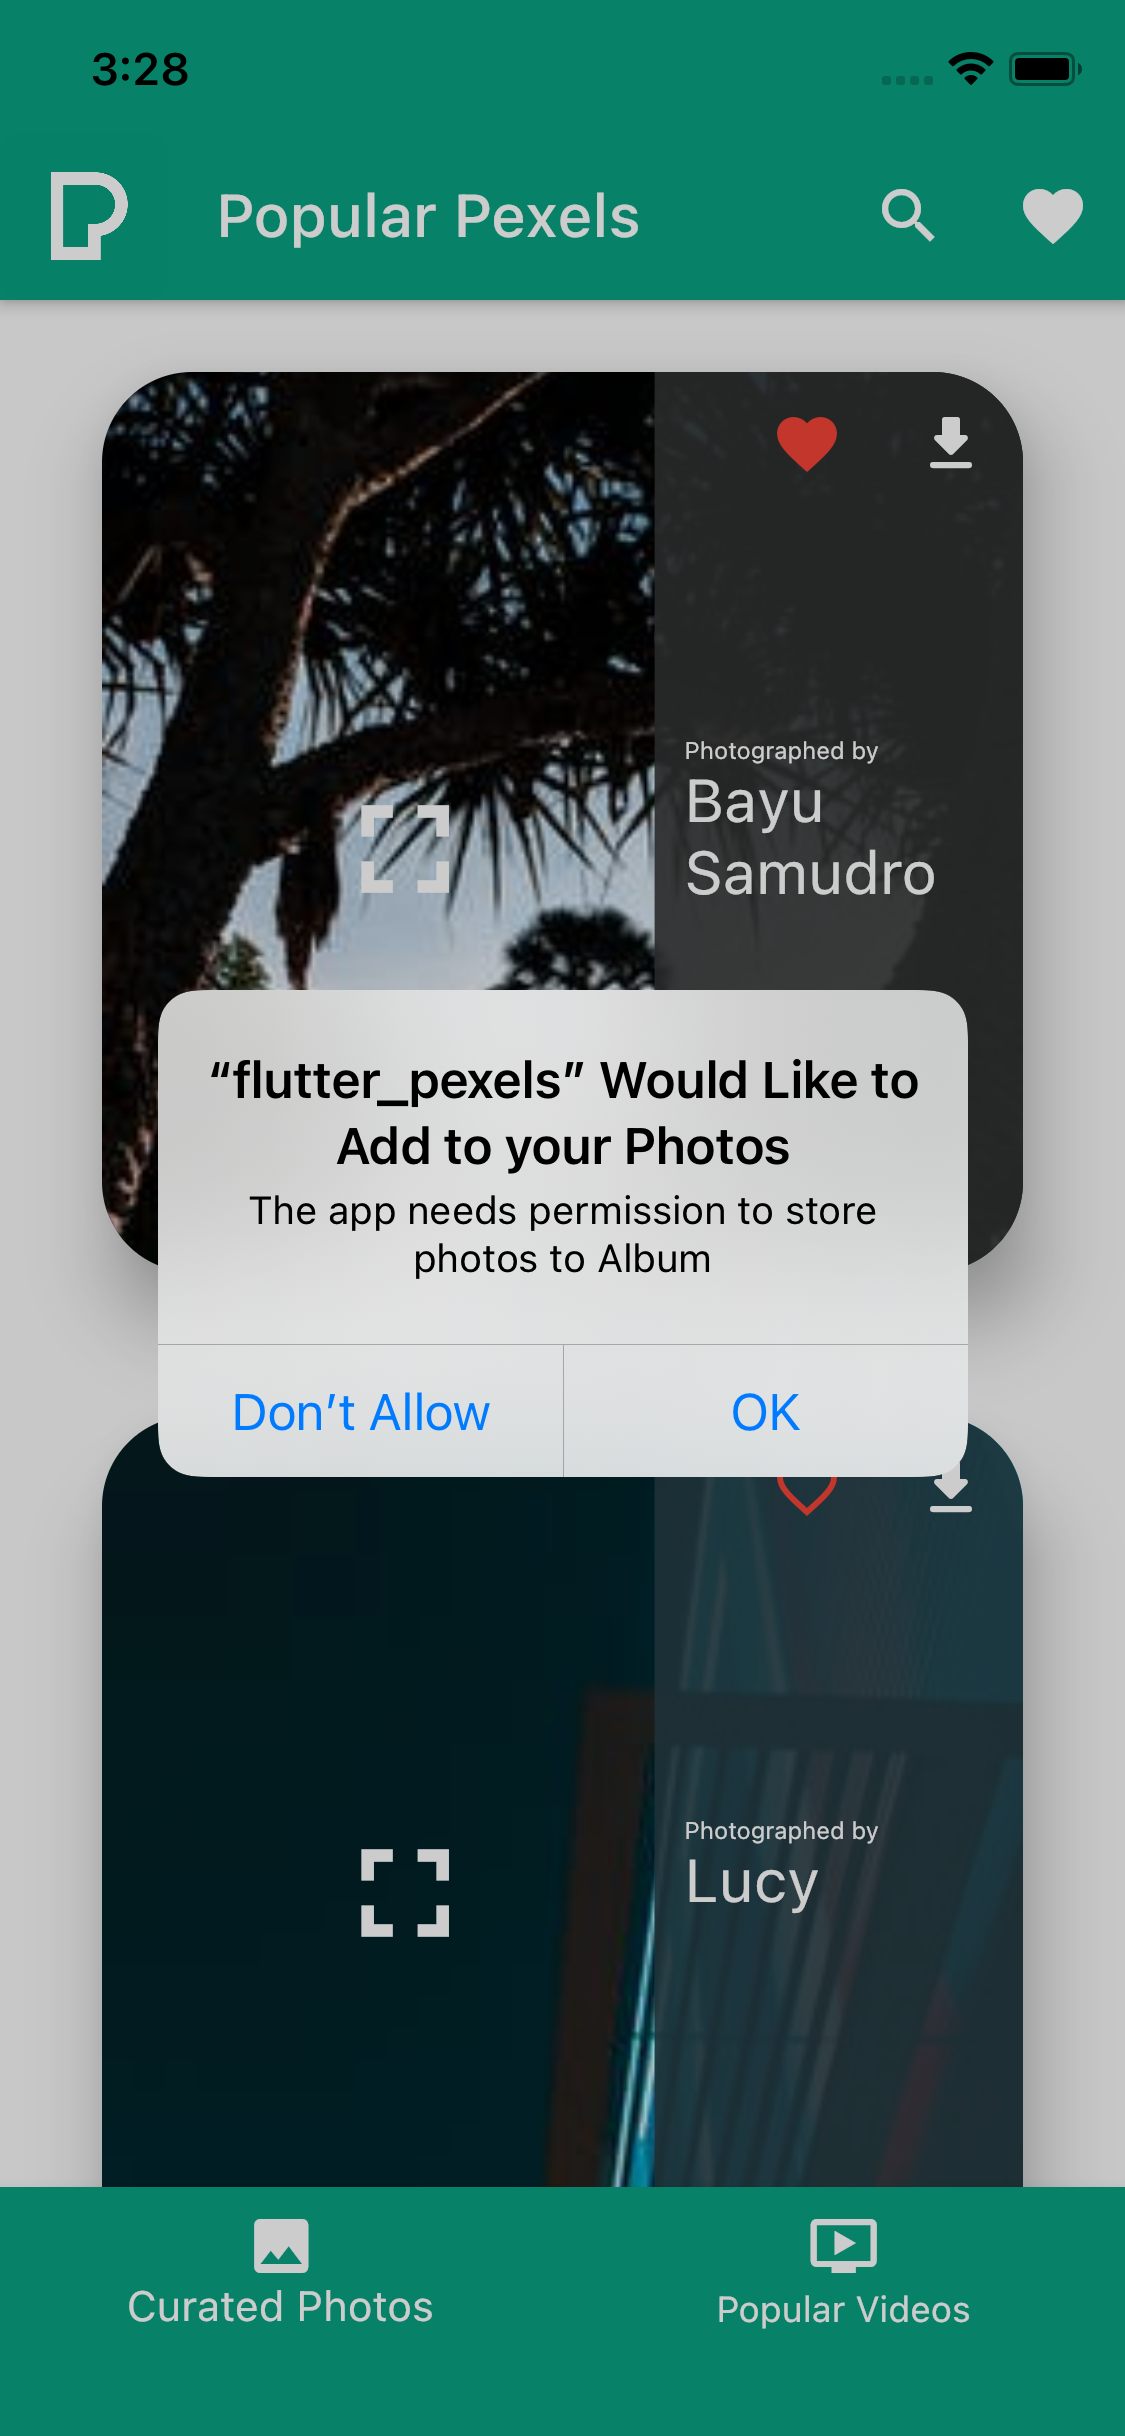 3:28
Popular Pexels
Photographed by
Bayu
Samudro
“flutter_pexels” Would Like to
Add to your Photos
The app needs permission to store
photos to Album
Don’t Allow
OK
Photographed by
Lucy
Curated Photos
Popular Videos